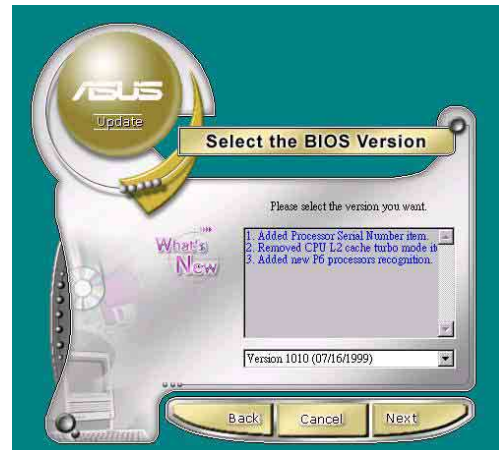 ASUS
Update
Select the BIOS Version
Please select the version you want.
What's
New
1. Added Processor Serial Number item.
2. Removed CPU L2 cache turbo mode it
3. Added new P6 processors recognition.
Version 1010 (07/16/1999)
Back
Cancel
Next